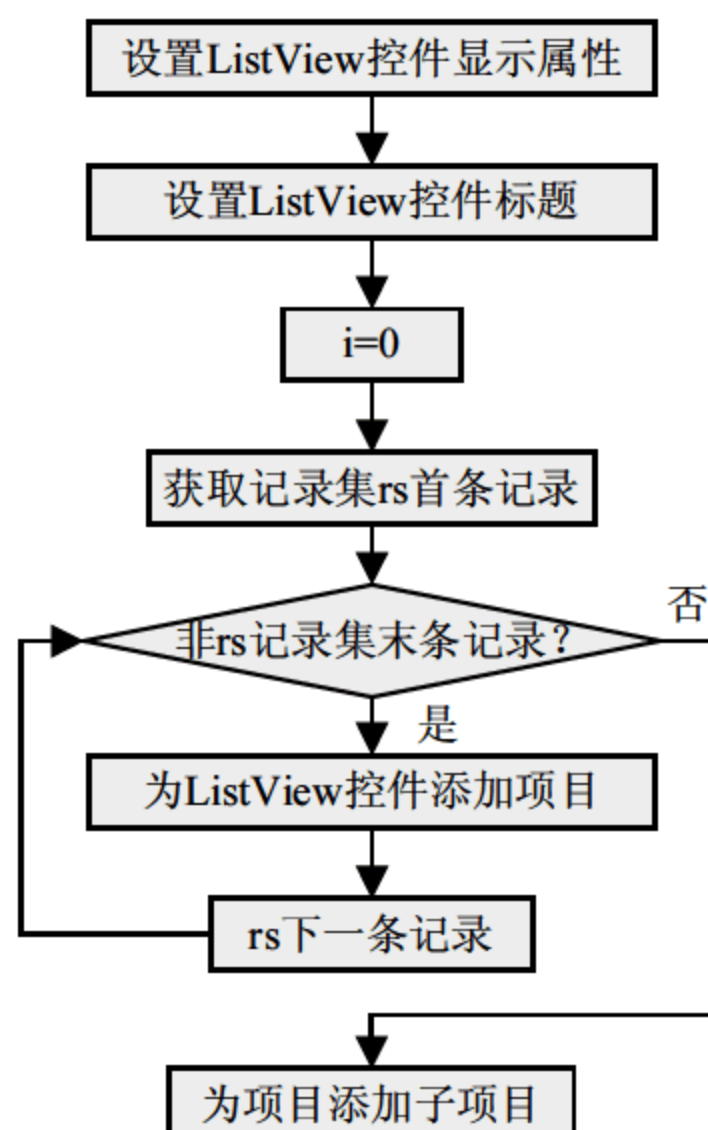 设置ListView控件显示属性
设置ListView控件标题
i=0
获取记录集rs首条记录
否
非rs记录集末条记录？
是
为ListView控件添加项目
rs下一条记录
为项目添加子项目